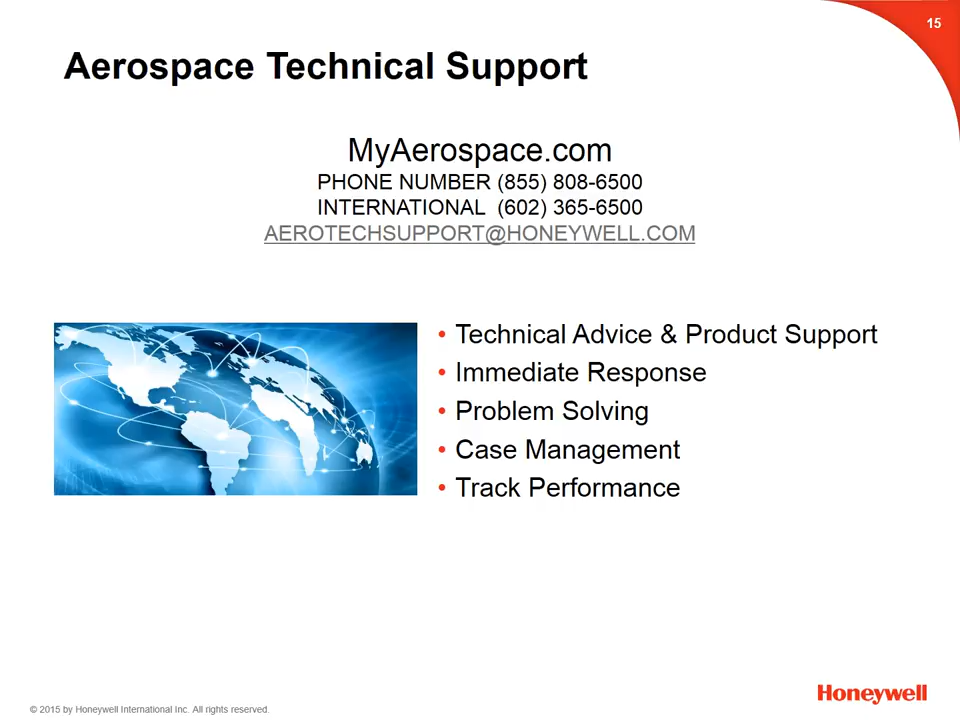 15
Aerospace Technical Support
MyAerospace.com
PHONE NUMBER (855) 808-6500
INTERNATIONAL  (602) 365-6500
AEROTECHSUPPORT@HONEYWELL.COM
• Technical Advice & Product Support
• Immediate Response
• Problem Solving
• Case Management
• Track Performance
Honeywell
© 2015 by Honeywell International Inc. All rights reserved.